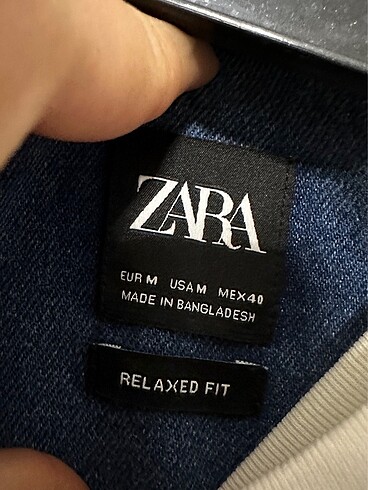 ZARA
EUR M USA M MEX 40
MADE IN BANGLADESH
RELAXED FIT